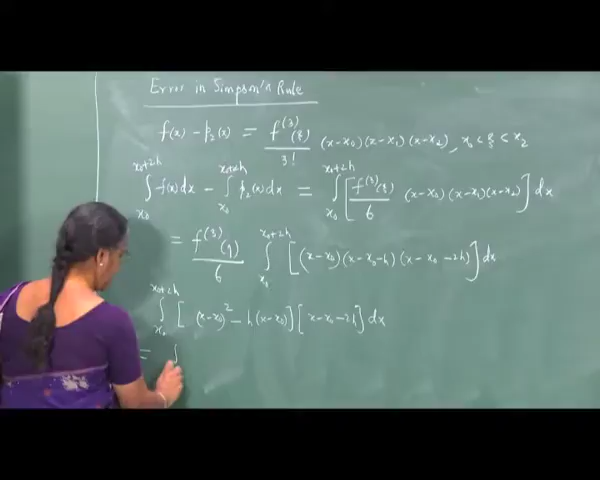 Error in Simpson's Rule
f(x) − p₂(x) = f⁽³⁾(ξ)/3! (x−x₀)(x−x₁)(x−x₂), x₀ < ξ < x₂
∫_{x₀}^{x₀+2h} f(x)dx − ∫_{x₀}^{x₀+2h} p₂(x)dx = ∫_{x₀}^{x₀+2h} [f⁽³⁾(ξ)/6 (x−x₀)(x−x₁)(x−x₂)] dx
= f⁽³⁾(η)/6 ∫_{x₀}^{x₀+2h} [(x−x₀)(x−x₀−h)(x−x₀−2h)] dx
∫_{x₀}^{x₀+2h} [(x−x₀)² − h(x−x₀)][x−x₀−2h] dx
= ∫